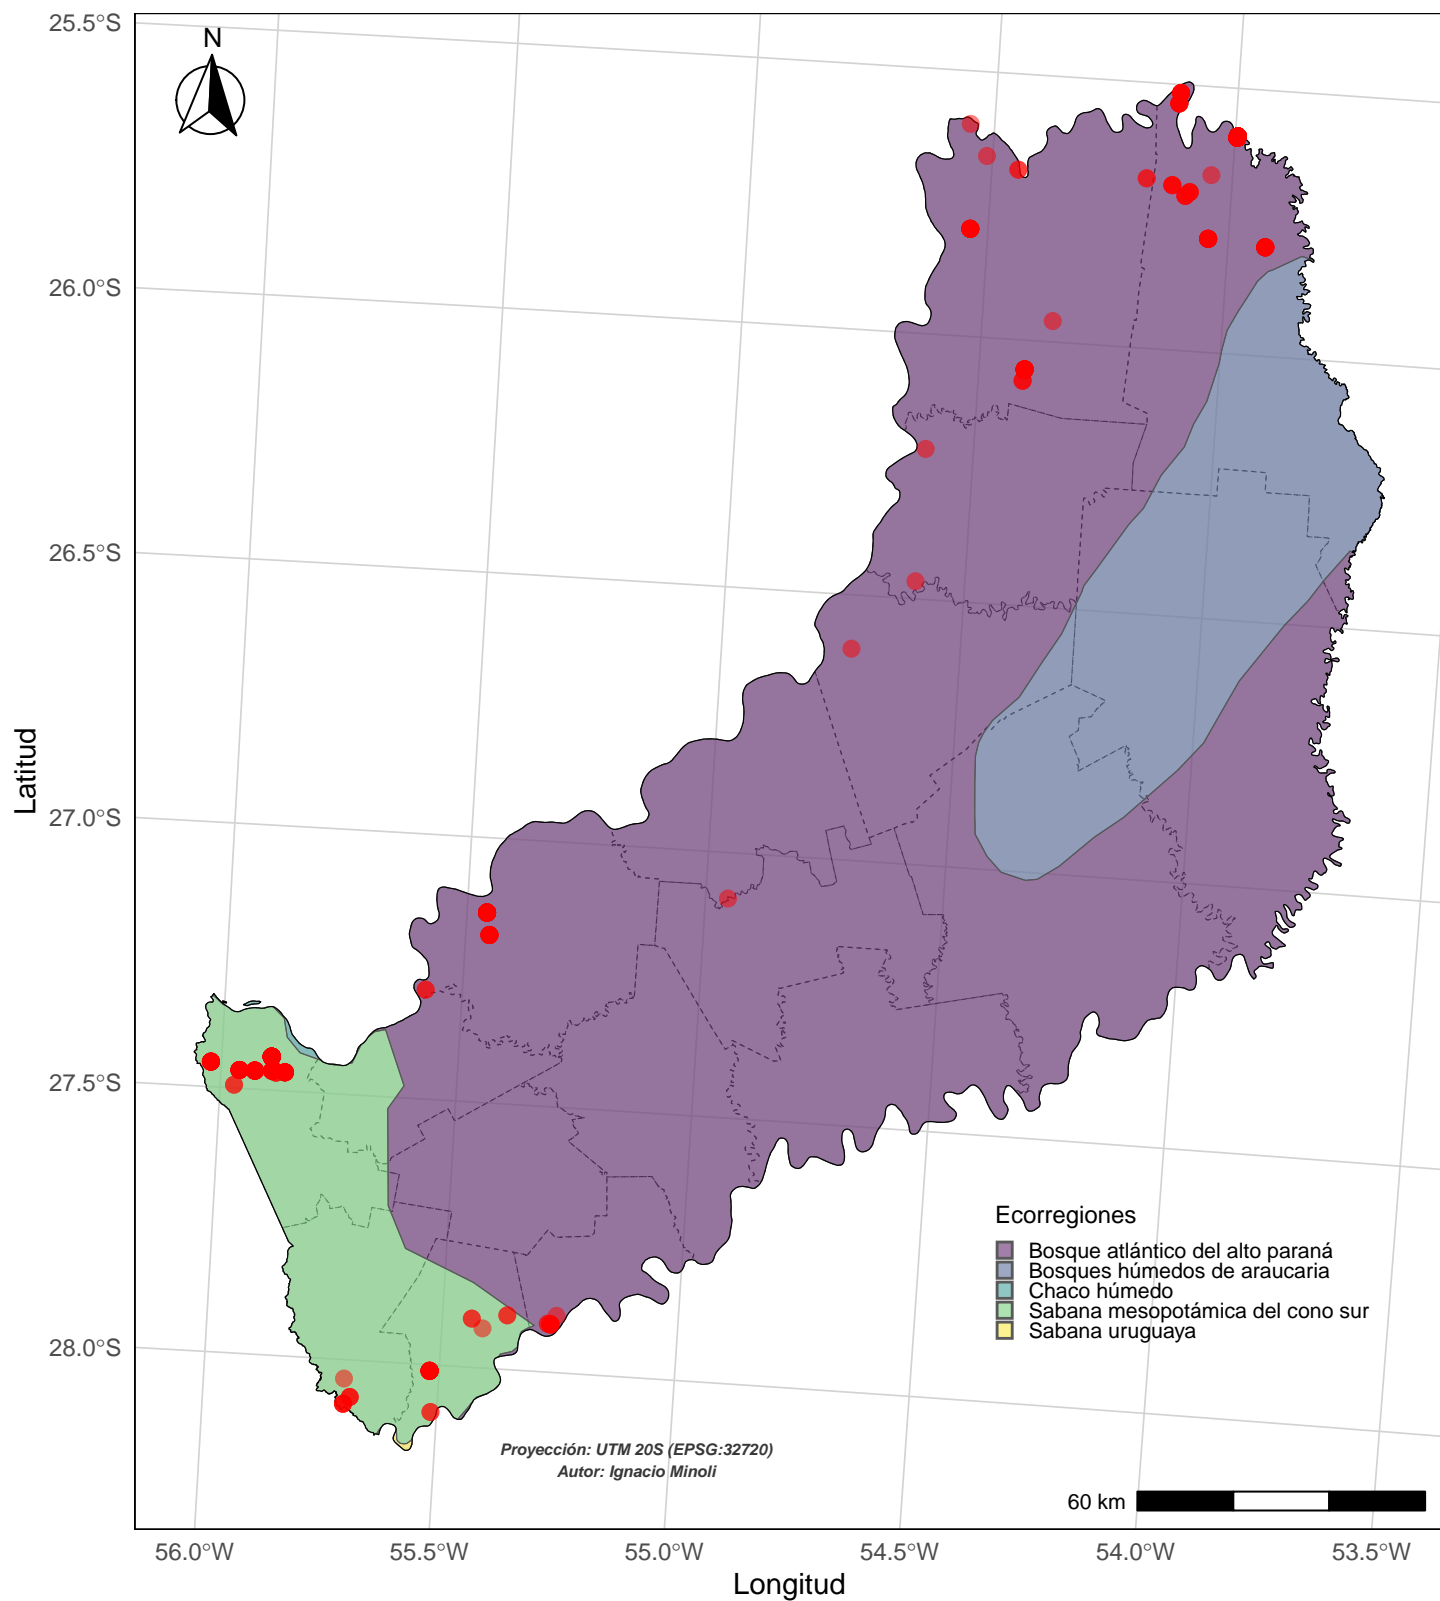 N
25.5°S
26.0°S
26.5°S
27.0°S
27.5°S
28.0°S
Latitud
Ecorregiones
Bosque atlántico del alto paraná
Bosques húmedos de araucaria
Chaco húmedo
Sabana mesopotámica del cono sur
Sabana uruguaya
Proyección: UTM 20S (EPSG:32720)
Autor: Ignacio Minoli
60 km
56.0°W
55.5°W
55.0°W
54.5°W
54.0°W
53.5°W
Longitud